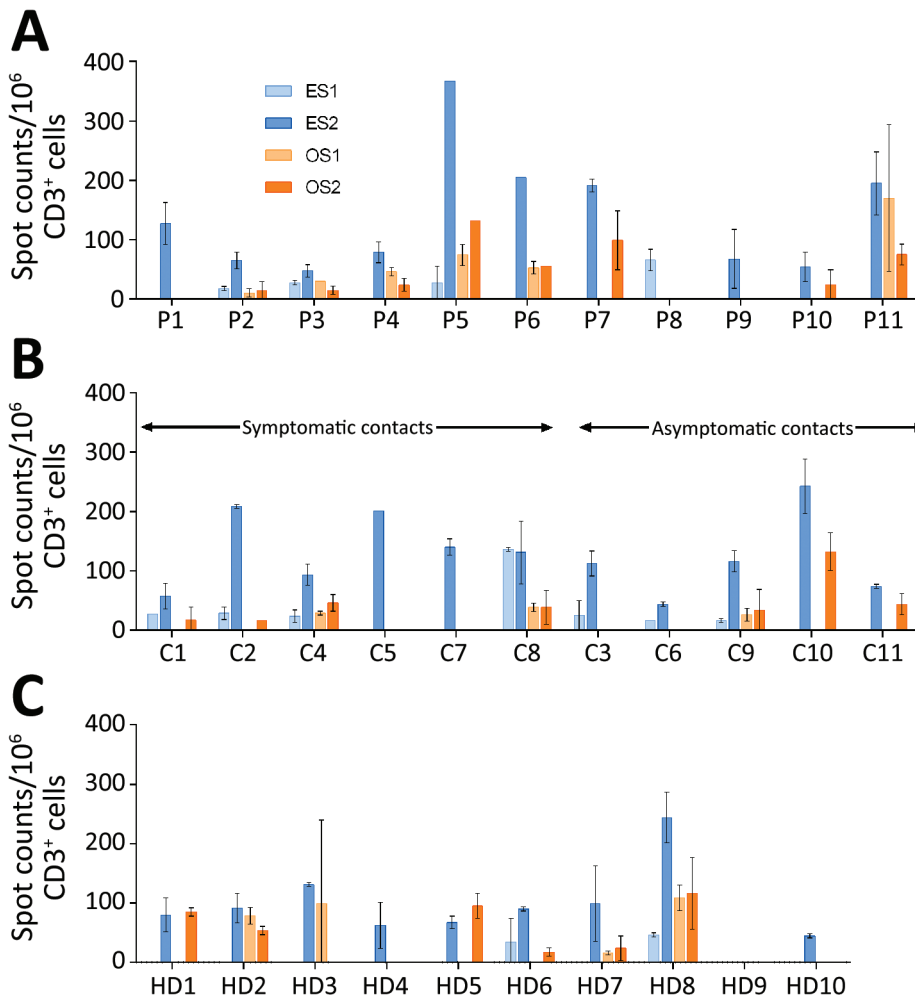 A
Spot counts/10⁶
CD3⁺ cells
400
300
200
100
0
ES1
ES2
OS1
OS2
P1 P2 P3 P4 P5 P6 P7 P8 P9 P10 P11
B
Spot counts/10⁶
CD3⁺ cells
400
300
200
100
0
Symptomatic contacts Asymptomatic contacts
C1 C2 C4 C5 C7 C8 C3 C6 C9 C10 C11
C
Spot counts/10⁶
CD3⁺ cells
400
300
200
100
0
HD1 HD2 HD3 HD4 HD5 HD6 HD7 HD8 HD9 HD10